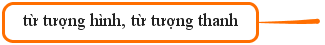 từ tượng hình, từ tượng thanh